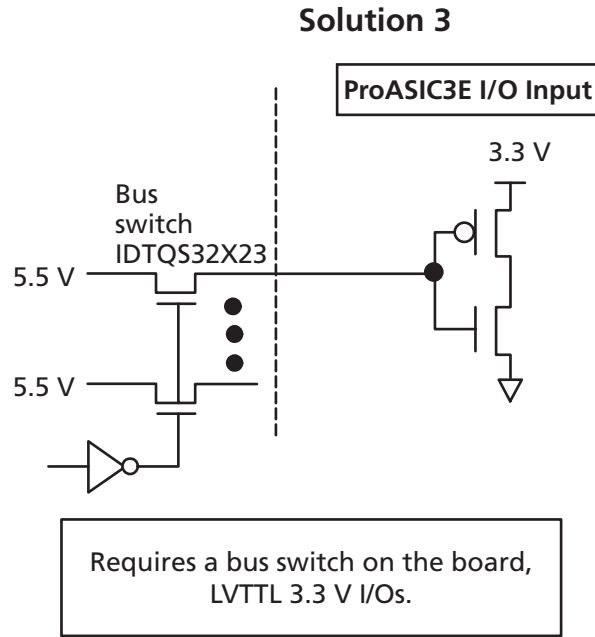 Solution 3
ProASIC3E I/O Input
3.3 V
Bus
switch
IDTQS32X23
5.5 V
5.5 V
Requires a bus switch on the board,
LVTTL 3.3 V I/Os.